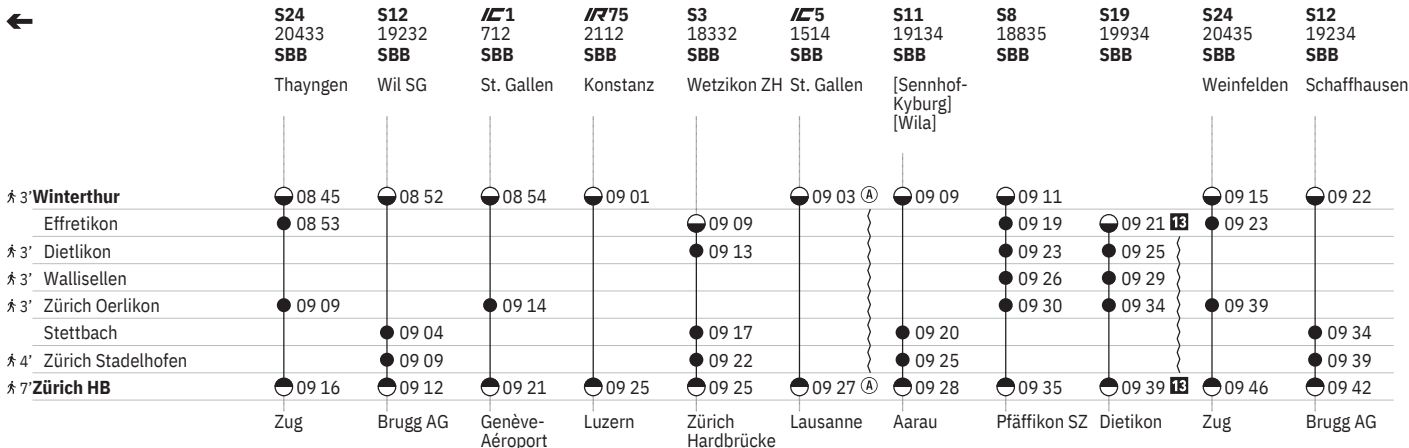 S24 S12 IC1 IR75 S3 IC5 S11 S8 S19 S24 S12
20433 19232 712 2112 18332 1514 19134 18835 19934 20435 19234
SBB SBB SBB SBB SBB SBB SBB SBB SBB SBB SBB
Thayngen Wil SG St. Gallen Konstanz Wetzikon ZH St. Gallen [Sennhof- Weinfelden Schaffhausen
Kyburg]
[Wila]
3' Winterthur 08 45 08 52 08 54 09 01 09 03 A 09 09 09 11 09 15 09 22
Effretikon 08 53 09 09 09 19 09 21 13 09 23
3' Dietlikon 09 13 09 23 09 25
3' Wallisellen 09 26 09 29
3' Zürich Oerlikon 09 09 09 14 09 30 09 34 09 39
Stettbach 09 04 09 17 09 20 09 34
4' Zürich Stadelhofen 09 09 09 22 09 25 09 39
7' Zürich HB 09 16 09 12 09 21 09 25 09 25 09 27 A 09 28 09 35 09 39 13 09 46 09 42
Zug Brugg AG Genève- Luzern Zürich Lausanne Aarau Pfäffikon SZ Dietikon Zug Brugg AG
Aéroport Hardbrücke